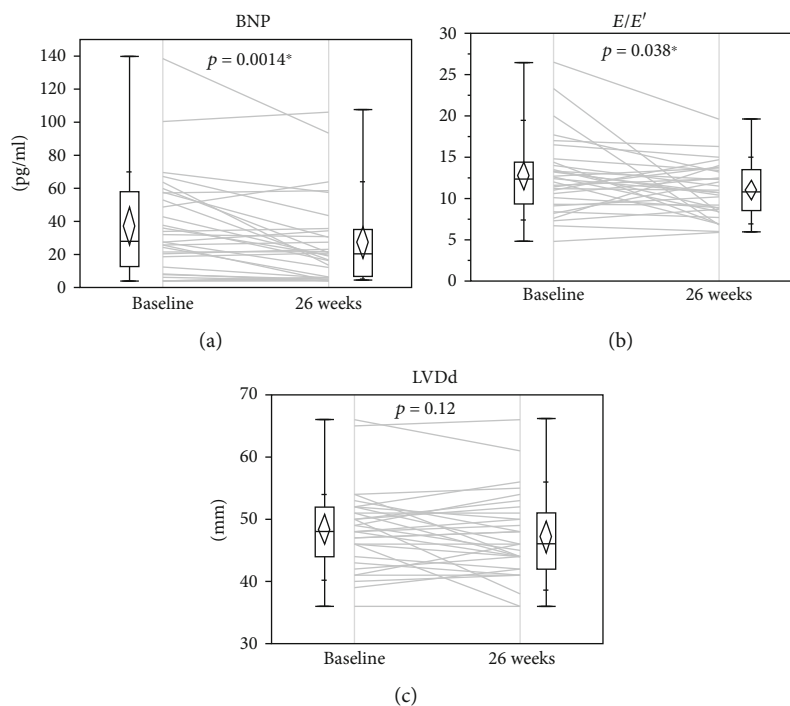 BNP
140
120
100
80
60
40
20
0
(pg/ml)
p = 0.0014*
Baseline
26 weeks
(a)
E/E′
30
25
20
15
10
5
0
p = 0.038*
Baseline
26 weeks
(b)
LVDd
70
60
50
40
30
(mm)
p = 0.12
Baseline
26 weeks
(c)